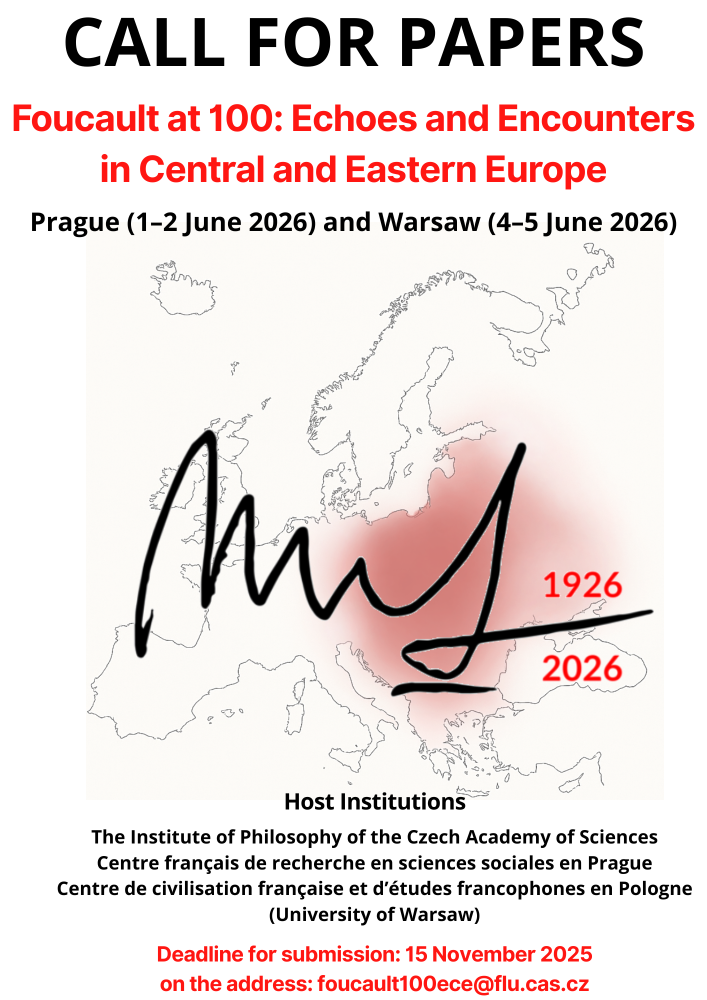 CALL FOR PAPERS
Foucault at 100: Echoes and Encounters
in Central and Eastern Europe
Prague (1–2 June 2026) and Warsaw (4–5 June 2026)
1926
2026
Host Institutions
The Institute of Philosophy of the Czech Academy of Sciences
Centre français de recherche en sciences sociales en Prague
Centre de civilisation française et d’études francophones en Pologne
(University of Warsaw)
Deadline for submission: 15 November 2025
on the address: foucault100ece@flu.cas.cz